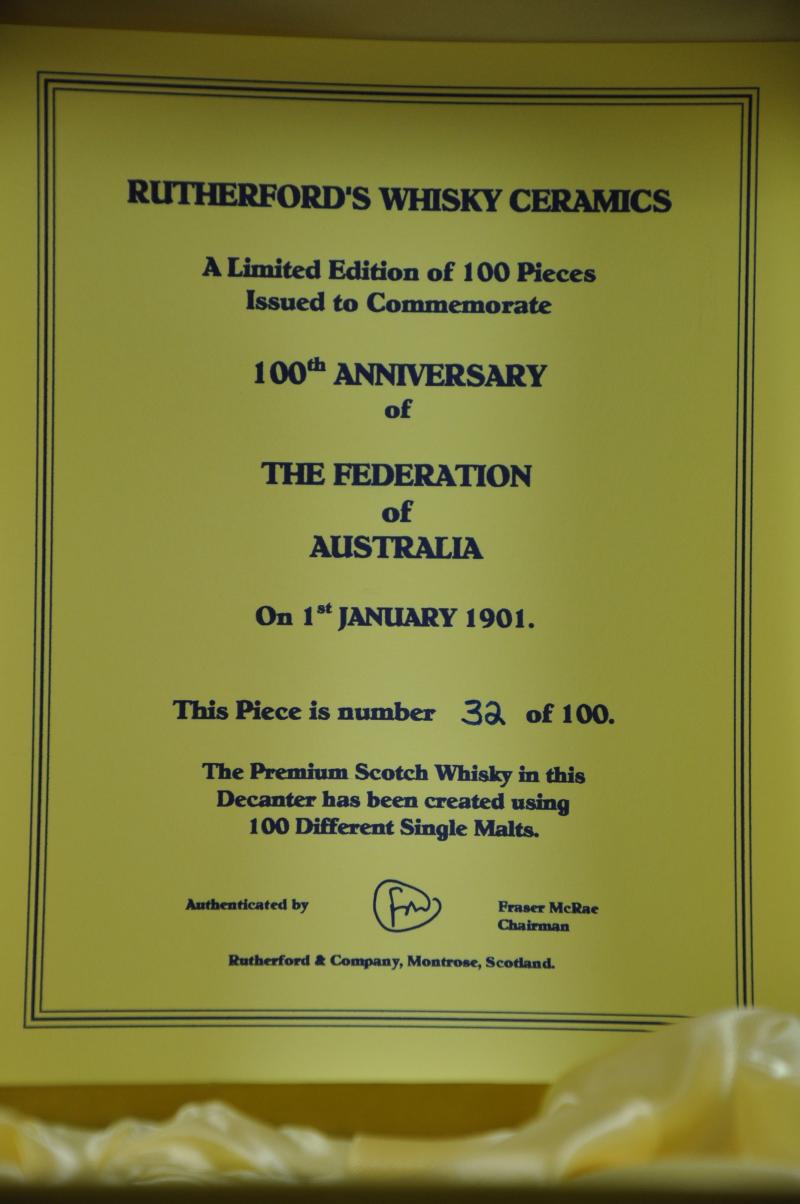 RUTHERFORD'S WHISKY CERAMICS
A Limited Edition of 100 Pieces
Issued to Commemorate
100th ANNIVERSARY
of
THE FEDERATION
of
AUSTRALIA
On 1st JANUARY 1901.
This Piece is number 32 of 100.
The Premium Scotch Whisky in this
Decanter has been created using
100 Different Single Malts.
Authenticated by Fraser McRae
Chairman
Rutherford & Company, Montrose, Scotland.